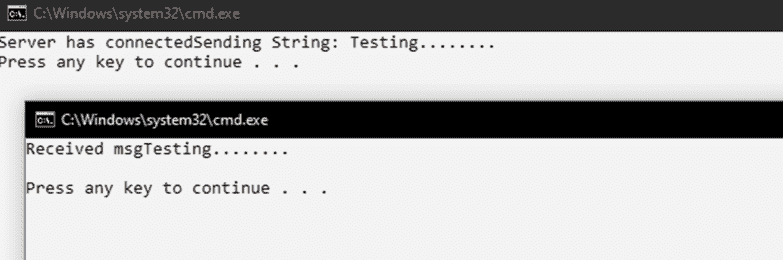 C:\Windows\system32\cmd.exe
Server has connectedSending String: Testing........
Press any key to continue . . .
C:\Windows\system32\cmd.exe
Received msgTesting........
Press any key to continue . . .